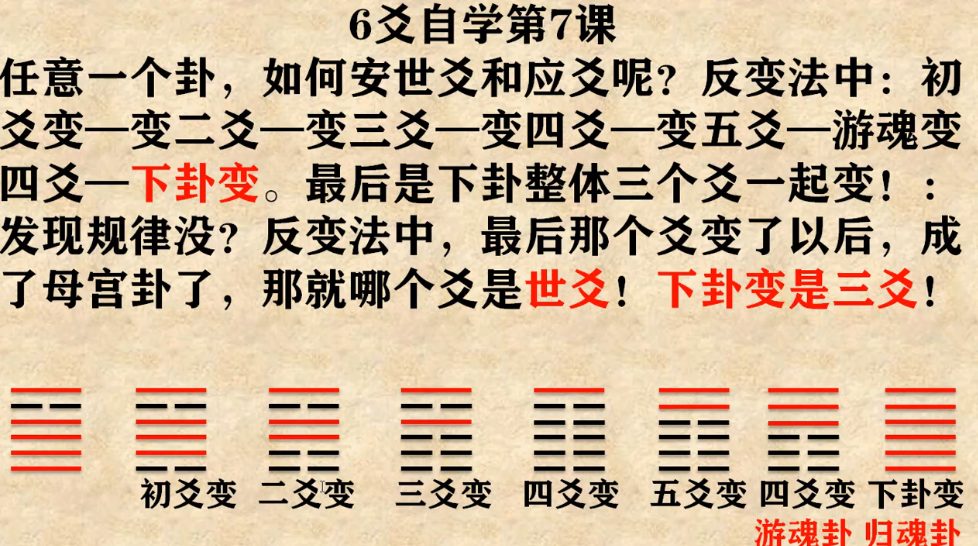 6爻自学第7课
任意一个卦，如何安世爻和应爻呢？反变法中：初
爻变—变二爻—变三爻—变四爻—变五爻—游魂变
四爻—下卦变。最后是下卦整体三个爻一起变！：
发现规律没？反变法中，最后那个爻变了以后，成
了母宫卦了，那就哪个爻是世爻！下卦变是三爻！
初爻变 二爻变 三爻变 四爻变 五爻变 四爻变 下卦变
游魂卦 归魂卦